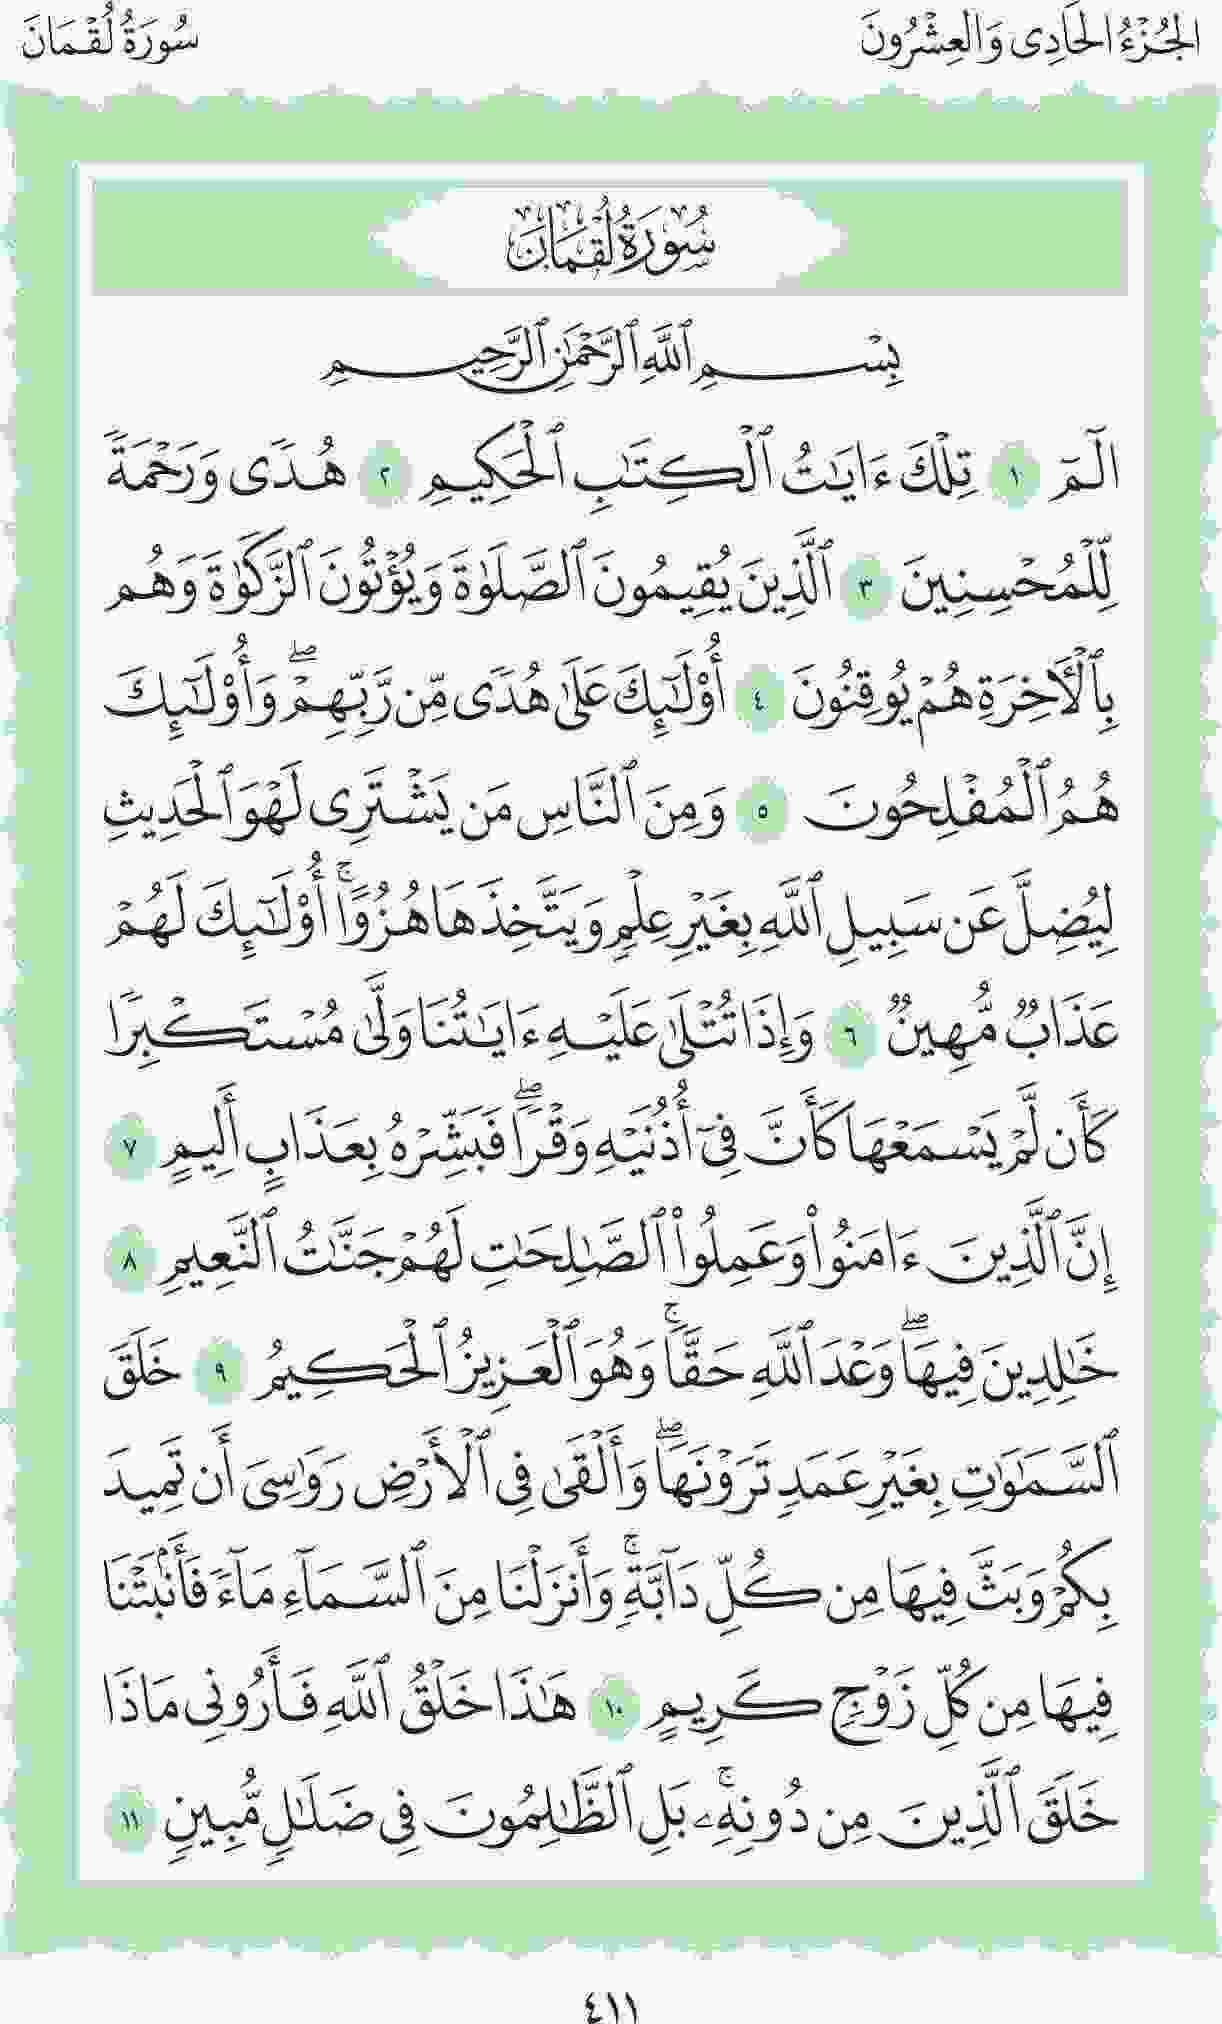 الجُزْءُ الحَادِى وَالعِشْرُونَ
سُورَةُ لُقْمَانَ
سُورَةُ لُقْمَانَ
بِسْمِ ٱللَّهِ ٱلرَّحْمَٰنِ ٱلرَّحِيمِ
الٓمٓ ١ تِلْكَ ءَايَٰتُ ٱلْكِتَٰبِ ٱلْحَكِيمِ ٢ هُدًى وَرَحْمَةً
لِّلْمُحْسِنِينَ ٣ ٱلَّذِينَ يُقِيمُونَ ٱلصَّلَوٰةَ وَيُؤْتُونَ ٱلزَّكَوٰةَ وَهُم
بِٱلْأَخِرَةِ هُمْ يُوقِنُونَ ٤ أُو۟لَٰٓئِكَ عَلَىٰ هُدًى مِّن رَّبِّهِمْ ۖ وَأُو۟لَٰٓئِكَ
هُمُ ٱلْمُفْلِحُونَ ٥ وَمِنَ ٱلنَّاسِ مَن يَشْتَرِى لَهْوَ ٱلْحَدِيثِ
لِيُضِلَّ عَن سَبِيلِ ٱللَّهِ بِغَيْرِ عِلْمٍ وَيَتَّخِذَهَا هُزُوًا ۚ أُو۟لَٰٓئِكَ لَهُمْ
عَذَابٌ مُّهِينٌ ٦ وَإِذَا تُتْلَىٰ عَلَيْهِ ءَايَٰتُنَا وَلَّىٰ مُسْتَكْبِرًا
كَأَن لَّمْ يَسْمَعْهَا كَأَنَّ فِىٓ أُذُنَيْهِ وَقْرًا ۖ فَبَشِّرْهُ بِعَذَابٍ أَلِيمٍ ٧
إِنَّ ٱلَّذِينَ ءَامَنُوا۟ وَعَمِلُوا۟ ٱلصَّٰلِحَٰتِ لَهُمْ جَنَّٰتُ ٱلنَّعِيمِ ٨
خَٰلِدِينَ فِيهَا ۖ وَعْدَ ٱللَّهِ حَقًّا ۚ وَهُوَ ٱلْعَزِيزُ ٱلْحَكِيمُ ٩ خَلَقَ
ٱلسَّمَٰوَٰتِ بِغَيْرِ عَمَدٍ تَرَوْنَهَا ۖ وَأَلْقَىٰ فِى ٱلْأَرْضِ رَوَٰسِىَ أَن تَمِيدَ
بِكُمْ وَبَثَّ فِيهَا مِن كُلِّ دَآبَّةٍ ۚ وَأَنزَلْنَا مِنَ ٱلسَّمَآءِ مَآءً فَأَنۢبَتْنَا
فِيهَا مِن كُلِّ زَوْجٍ كَرِيمٍ ١٠ هَٰذَا خَلْقُ ٱللَّهِ فَأَرُونِى مَاذَا
خَلَقَ ٱلَّذِينَ مِن دُونِهِۦ ۚ بَلِ ٱلظَّٰلِمُونَ فِى ضَلَٰلٍ مُّبِينٍ ١١
٤١١